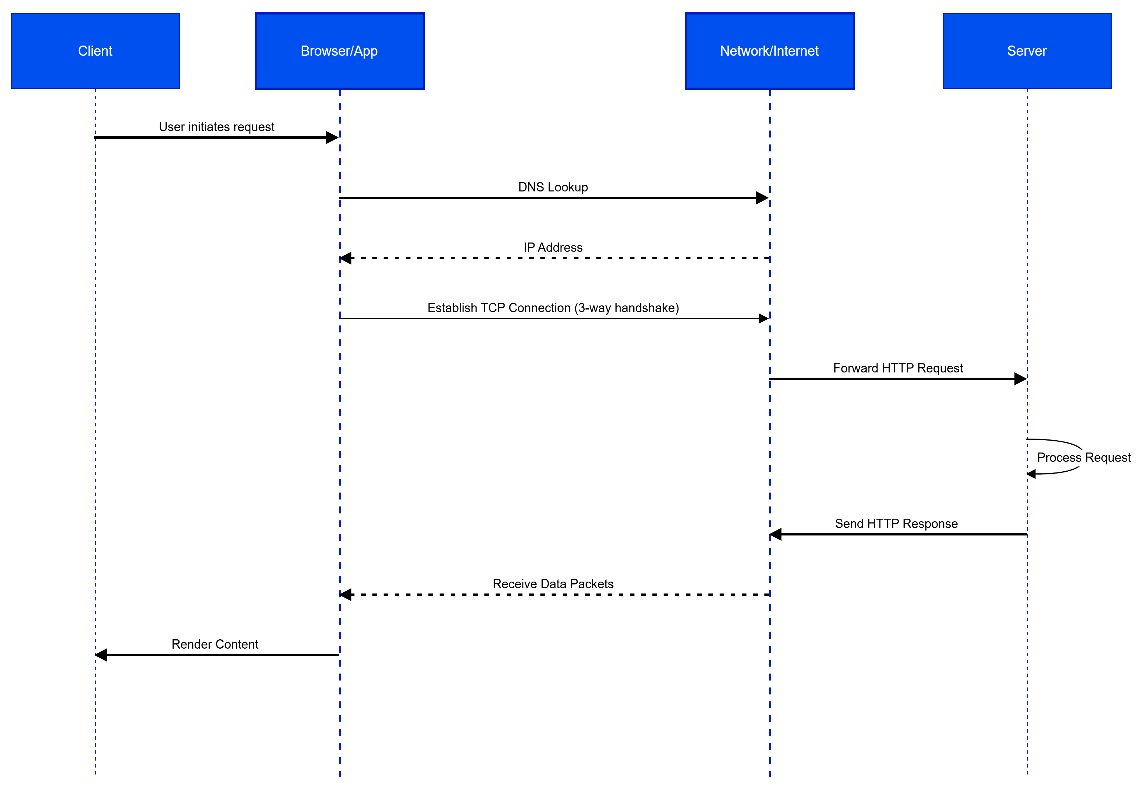 Client
Browser/App
Network/Internet
Server
User initiates request
DNS Lookup
IP Address
Establish TCP Connection (3-way handshake)
Forward HTTP Request
Process Request
Send HTTP Response
Receive Data Packets
Render Content